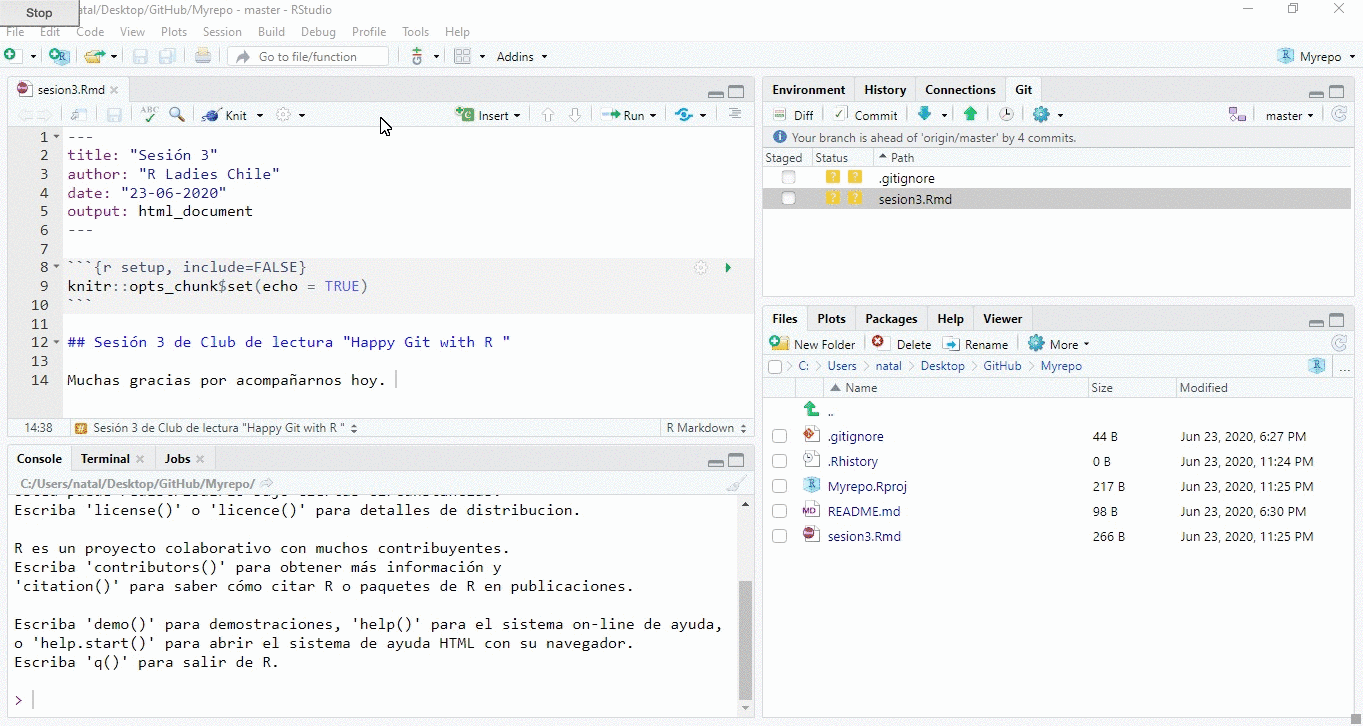 Stop
atal/Desktop/GitHub/Myrepo - master - RStudio
File Edit Code View Plots Session Build Debug Profile Tools Help
Go to file/function
Addins
Myrepo
sesion3.Rmd
ABC
Knit
Insert
Run
1 ---
2 title: "Sesión 3"
3 author: "R Ladies Chile"
4 date: "23-06-2020"
5 output: html_document
6 ---
7
8 ```{r setup, include=FALSE}
9 knitr::opts_chunk$set(echo = TRUE)
10 ```
11
12 ## Sesión 3 de Club de lectura "Happy Git with R "
13
14 Muchas gracias por acompañarnos hoy.
14:38 Sesión 3 de Club de lectura "Happy Git with R " R Markdown
Console Terminal Jobs
C:/Users/natal/Desktop/GitHub/Myrepo/
Escriba 'license()' o 'licence()' para detalles de distribucion.
R es un proyecto colaborativo con muchos contribuyentes.
Escriba 'contributors()' para obtener más información y
'citation()' para saber cómo citar R o paquetes de R en publicaciones.
Escriba 'demo()' para demostraciones, 'help()' para el sistema on-line de ayuda,
o 'help.start()' para abrir el sistema de ayuda HTML con su navegador.
Escriba 'q()' para salir de R.
>
Environment History Connections Git
Diff Commit master
Your branch is ahead of 'origin/master' by 4 commits.
Staged Status Path
? ? .gitignore
? ? sesion3.Rmd
Files Plots Packages Help Viewer
New Folder Delete Rename More
C: Users natal Desktop GitHub Myrepo ...
Name Size Modified
..
.gitignore 44 B Jun 23, 2020, 6:27 PM
.Rhistory 0 B Jun 23, 2020, 11:24 PM
Myrepo.Rproj 217 B Jun 23, 2020, 11:25 PM
README.md 98 B Jun 23, 2020, 6:30 PM
sesion3.Rmd 266 B Jun 23, 2020, 11:25 PM